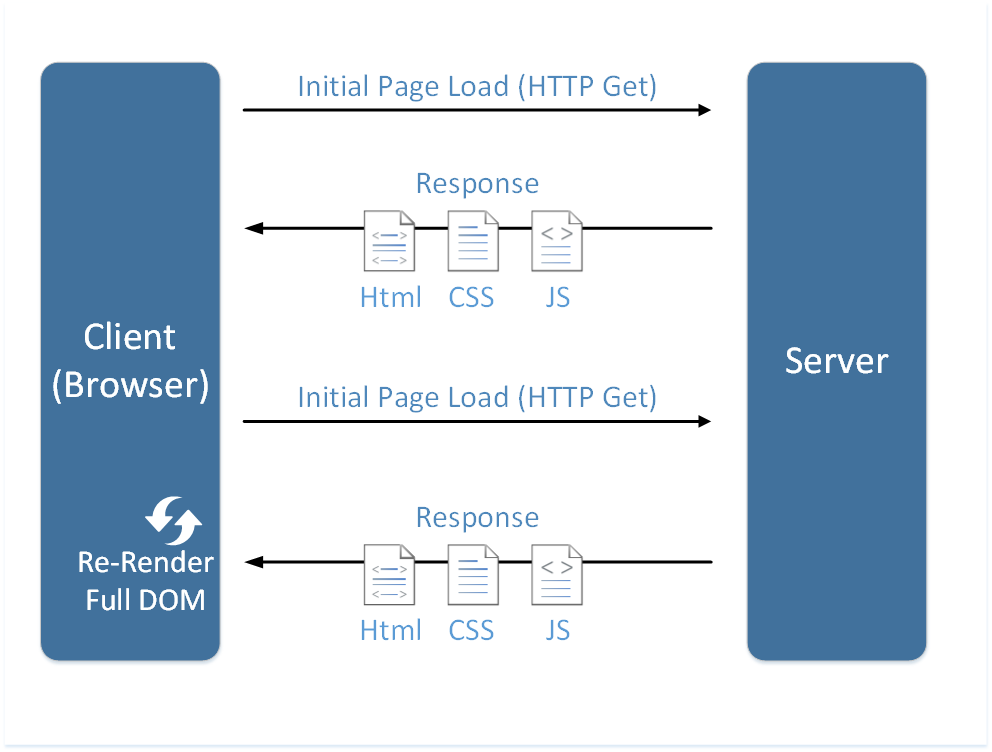 Initial Page Load (HTTP Get)
Response
Html CSS JS
Client
(Browser)
Server
Initial Page Load (HTTP Get)
Response
Re-Render
Full DOM
Html CSS JS